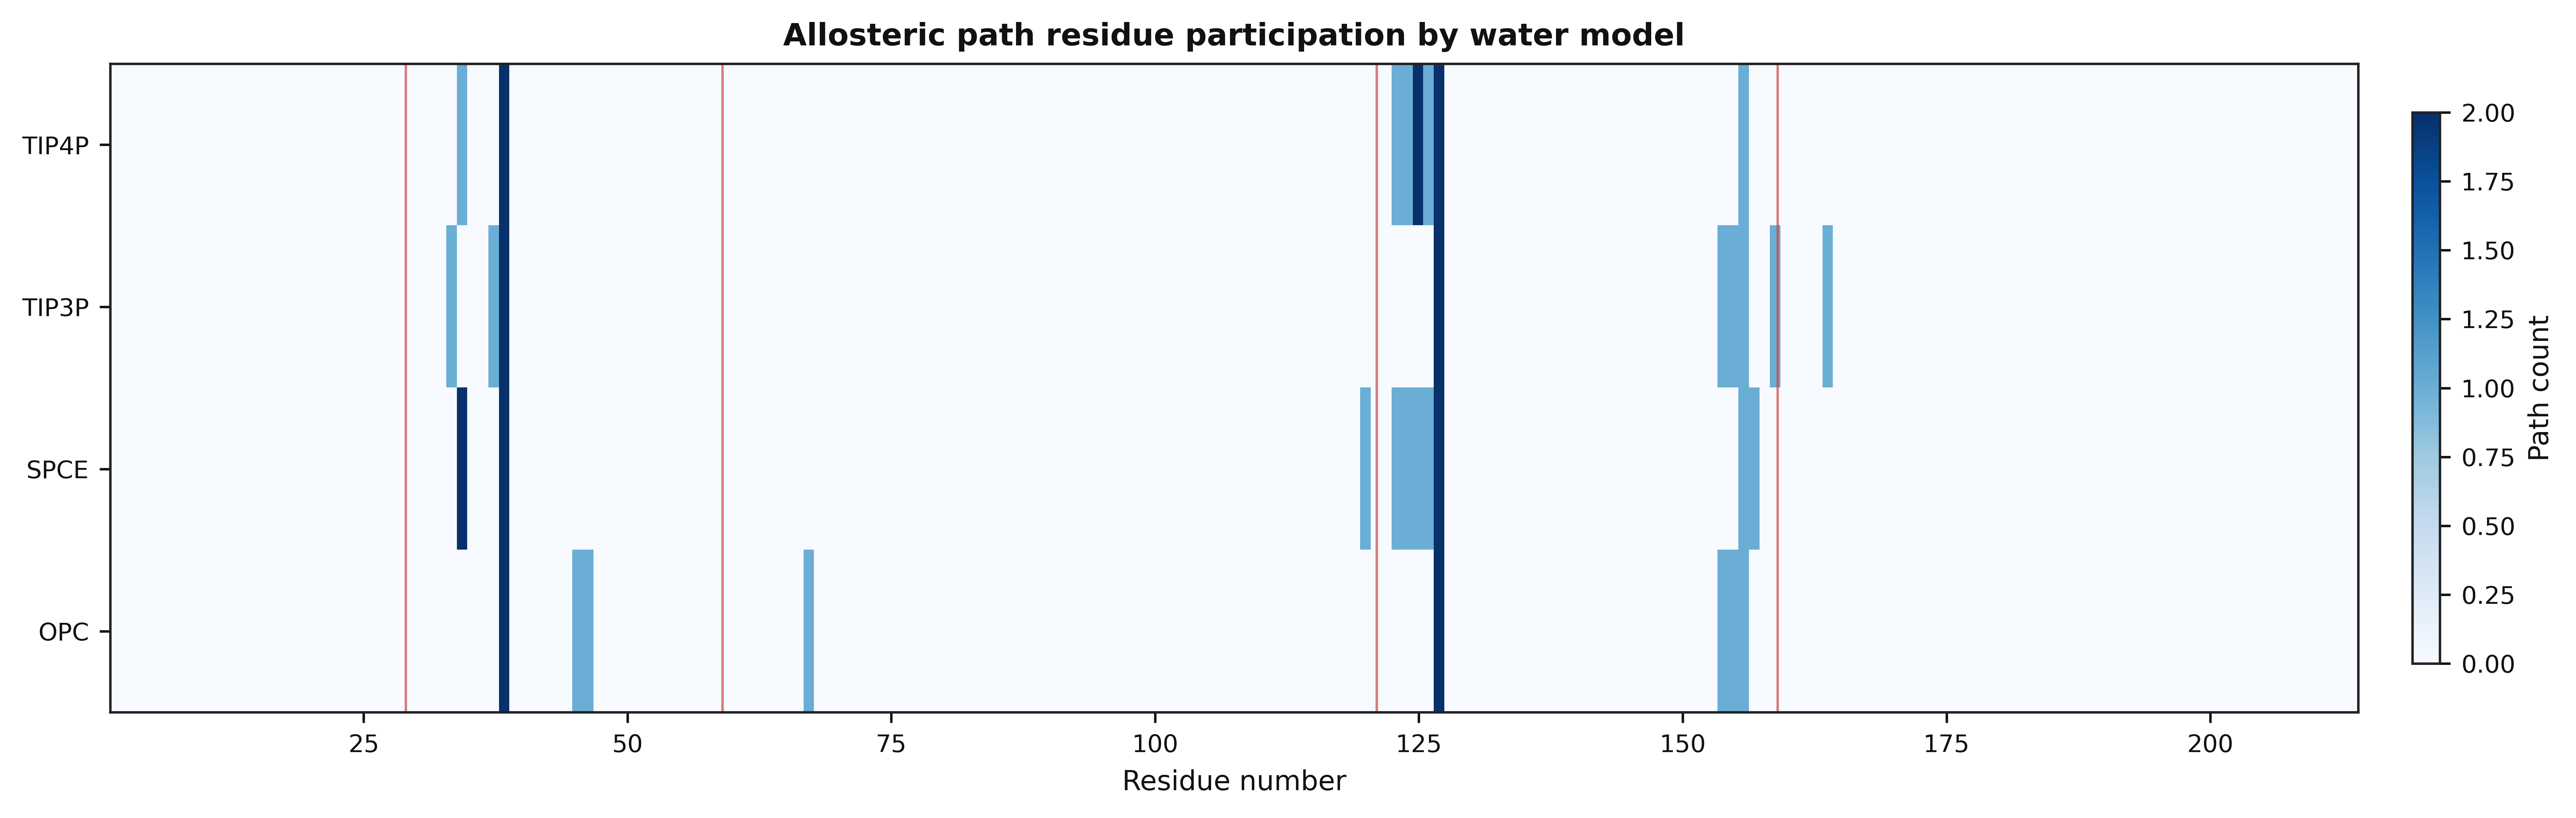 Allosteric path residue participation by water model
TIP4P
TIP3P
SPCE
OPC
25 50 75 100 125 150 175 200
Residue number
2.00
1.75
1.50
1.25
1.00
0.75
0.50
0.25
0.00
Path count